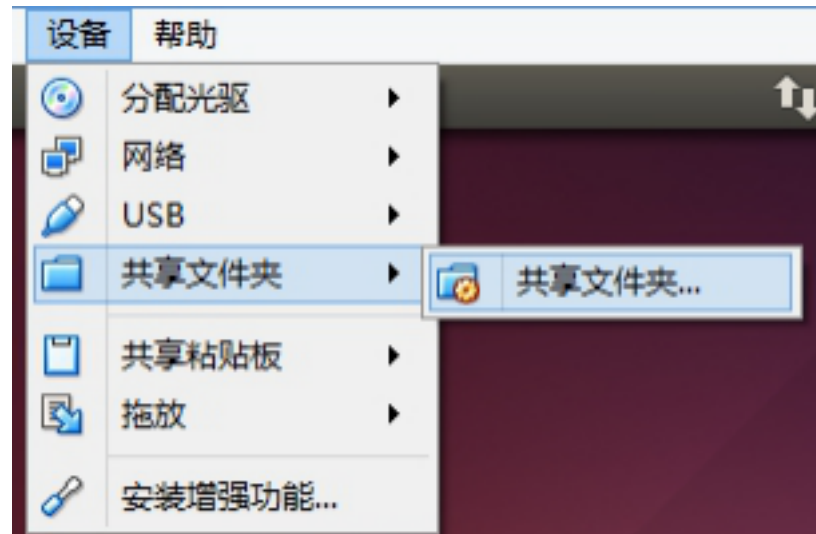 设备 帮助
分配光驱
网络
USB
共享文件夹 共享文件夹...
共享粘贴板
拖放
安装增强功能...